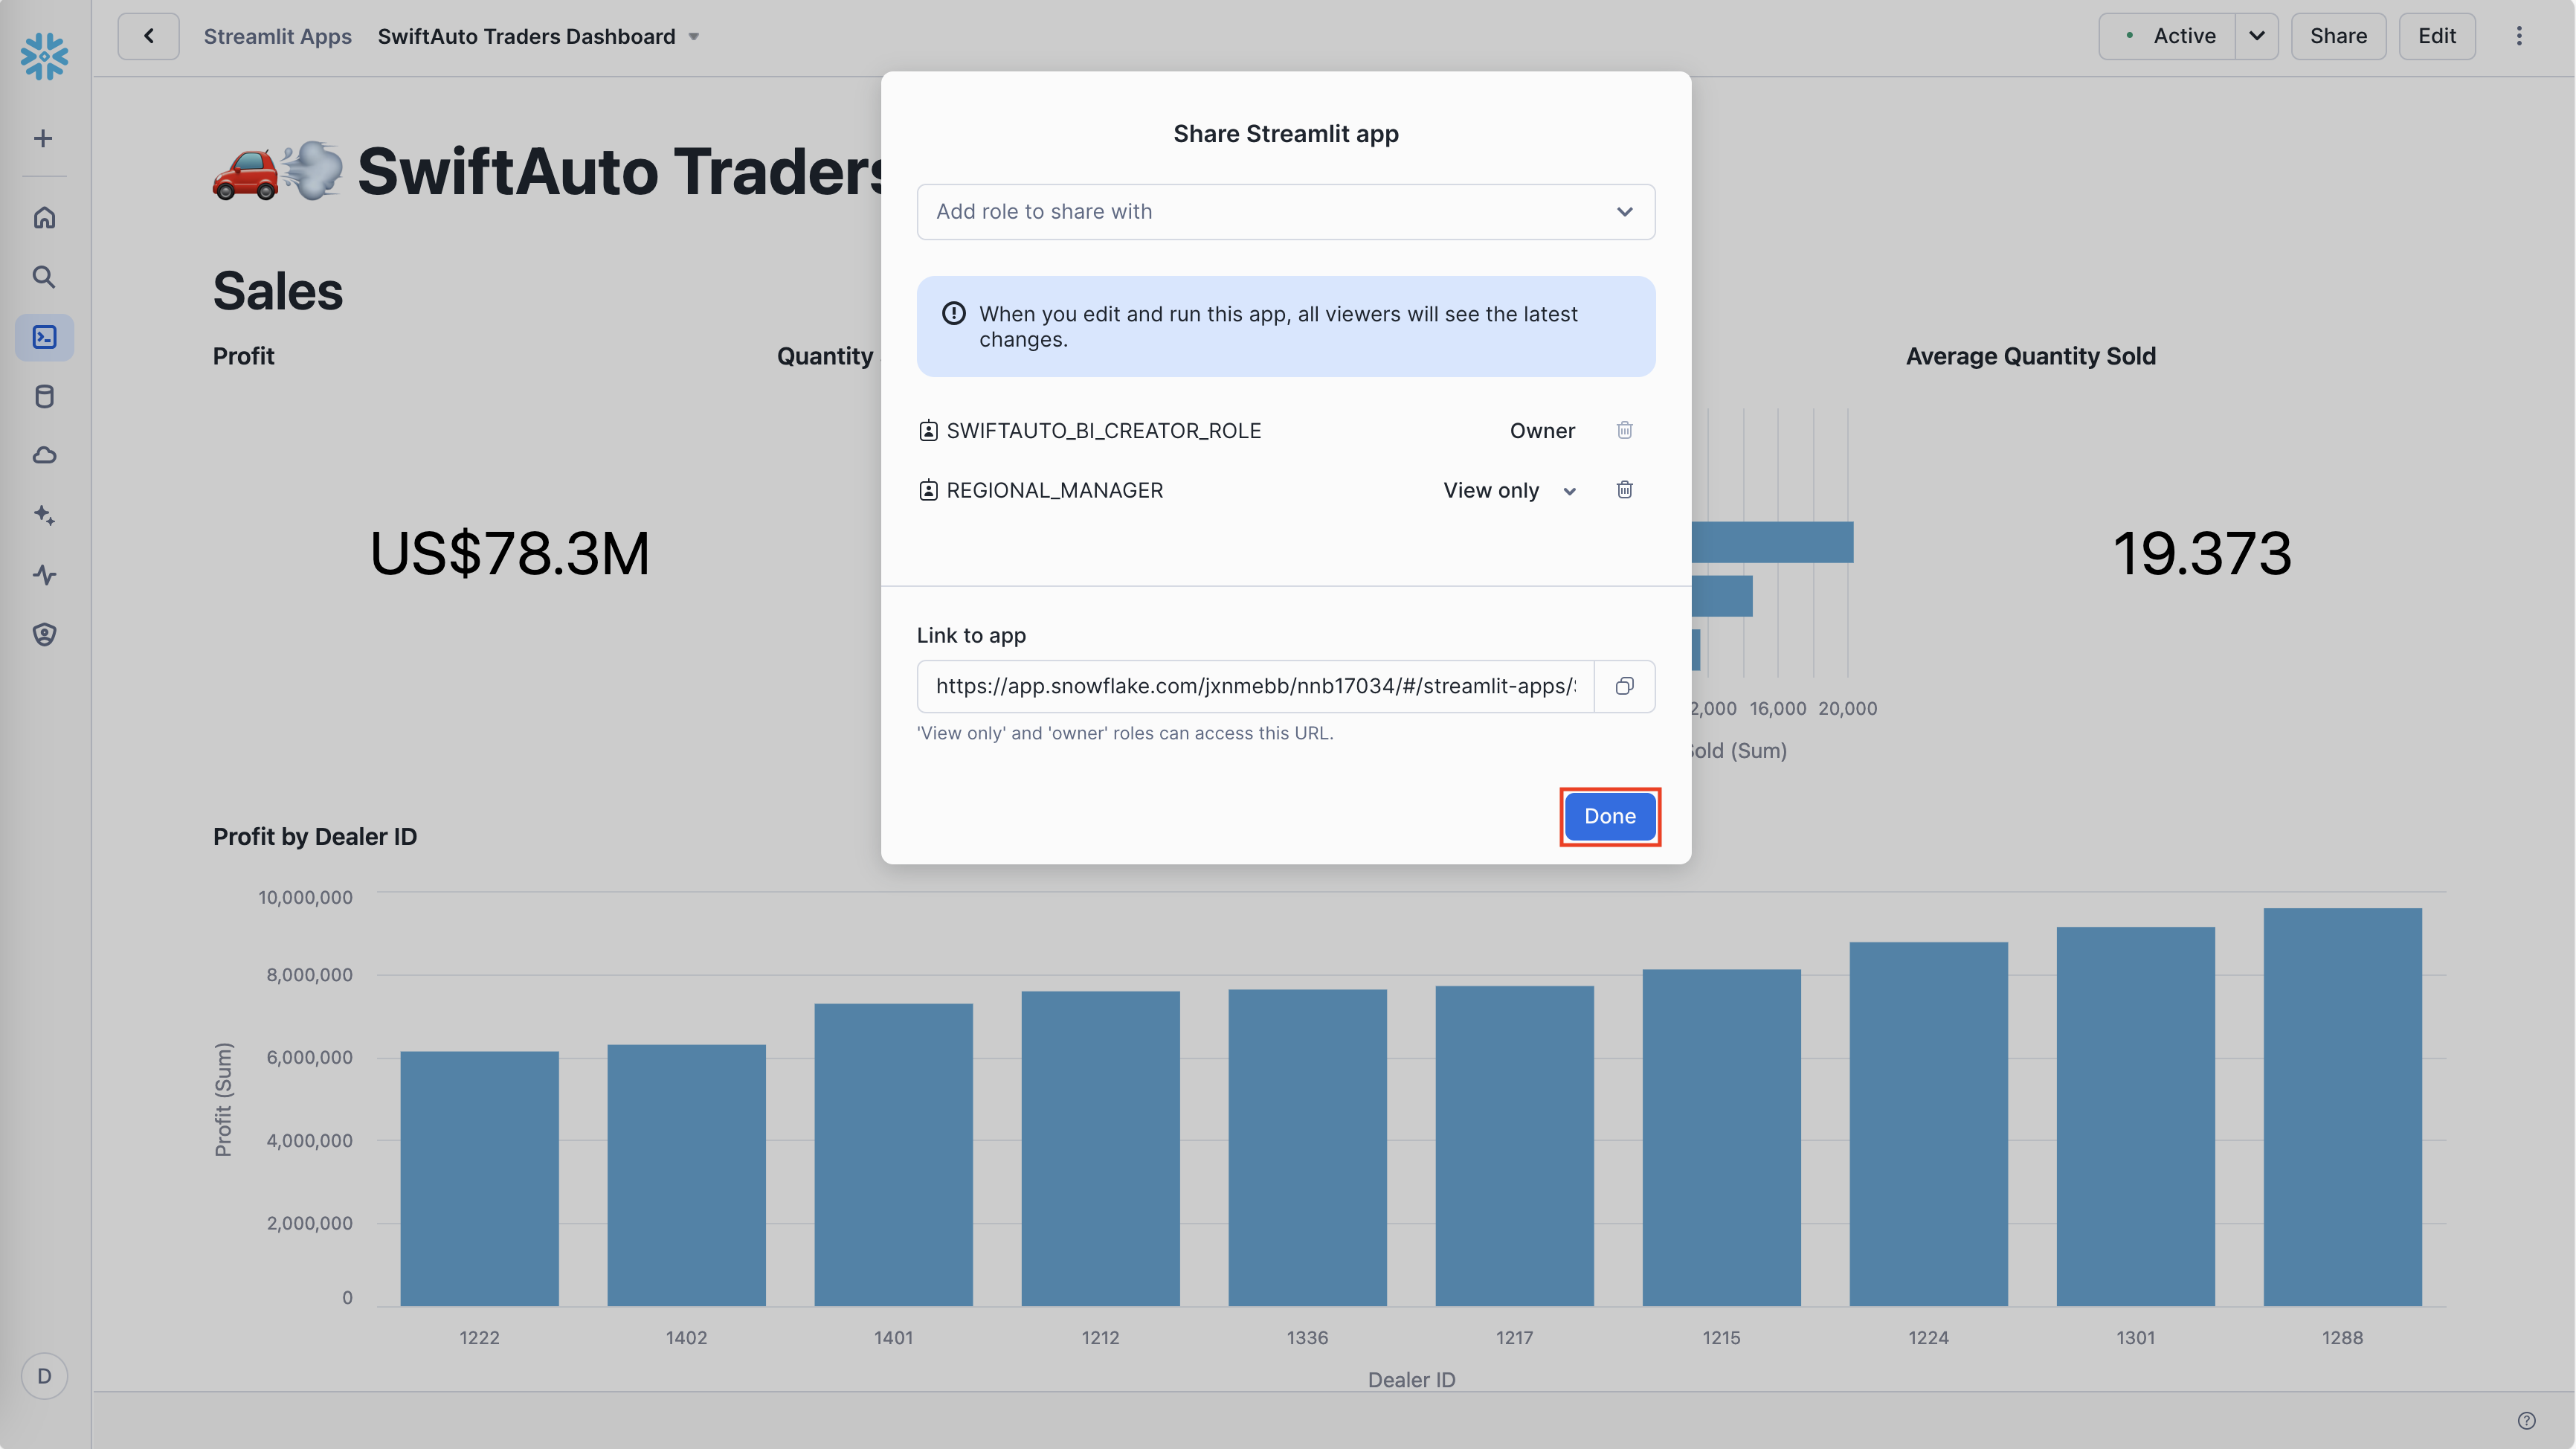 Streamlit Apps SwiftAuto Traders Dashboard
Active Share Edit
SwiftAuto Traders
Sales
Profit
US$78.3M
Quantity
Average Quantity Sold
19.373
16,000 20,000
(Sum)
Share Streamlit app
Add role to share with
When you edit and run this app, all viewers will see the latest
changes.
SWIFTAUTO_BI_CREATOR_ROLE Owner
REGIONAL_MANAGER View only
Link to app
https://app.snowflake.com/jxnmebb/nnb17034/#/streamlit-apps/
'View only' and 'owner' roles can access this URL.
Done
Profit by Dealer ID
10,000,000
8,000,000
6,000,000
4,000,000
2,000,000
0
Profit (Sum)
1222 1402 1401 1212 1336 1217 1215 1224 1301 1288
Dealer ID
D